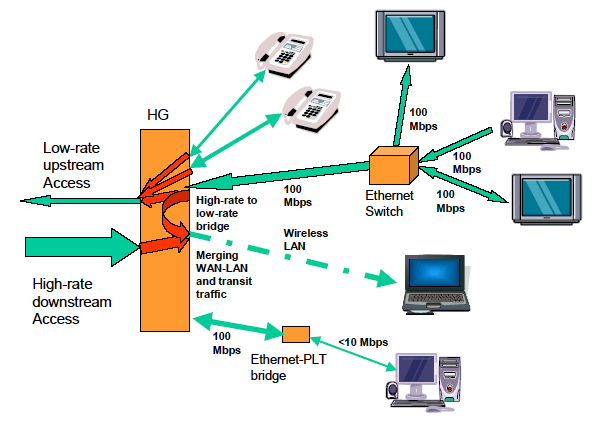 HG
Low-rate
upstream
Access
100
Mbps
100
Mbps
100
Mbps
100
Mbps
Ethernet
Switch
High-rate to
low-rate
bridge
Wireless
LAN
Merging
WAN-LAN
and transit
traffic
High-rate
downstream
Access
100
Mbps
Ethernet-PLT
bridge
<10 Mbps